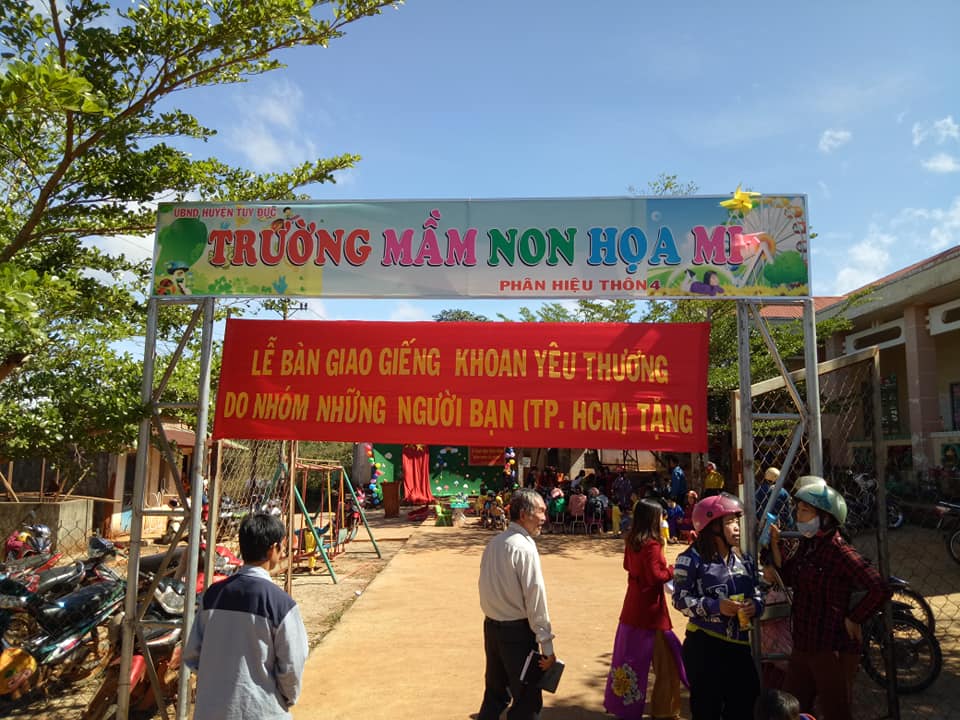 UBND, HUYỆN TUY ĐỨC
TRƯỜNG MẦM NON HỌA MI
PHÂN HIỆU THÔN 4
LỄ BÀN GIAO GIẾNG KHOAN YÊU THƯƠNG
DO NHÓM NHỮNG NGƯỜI BẠN (TP. HCM) TẶNG